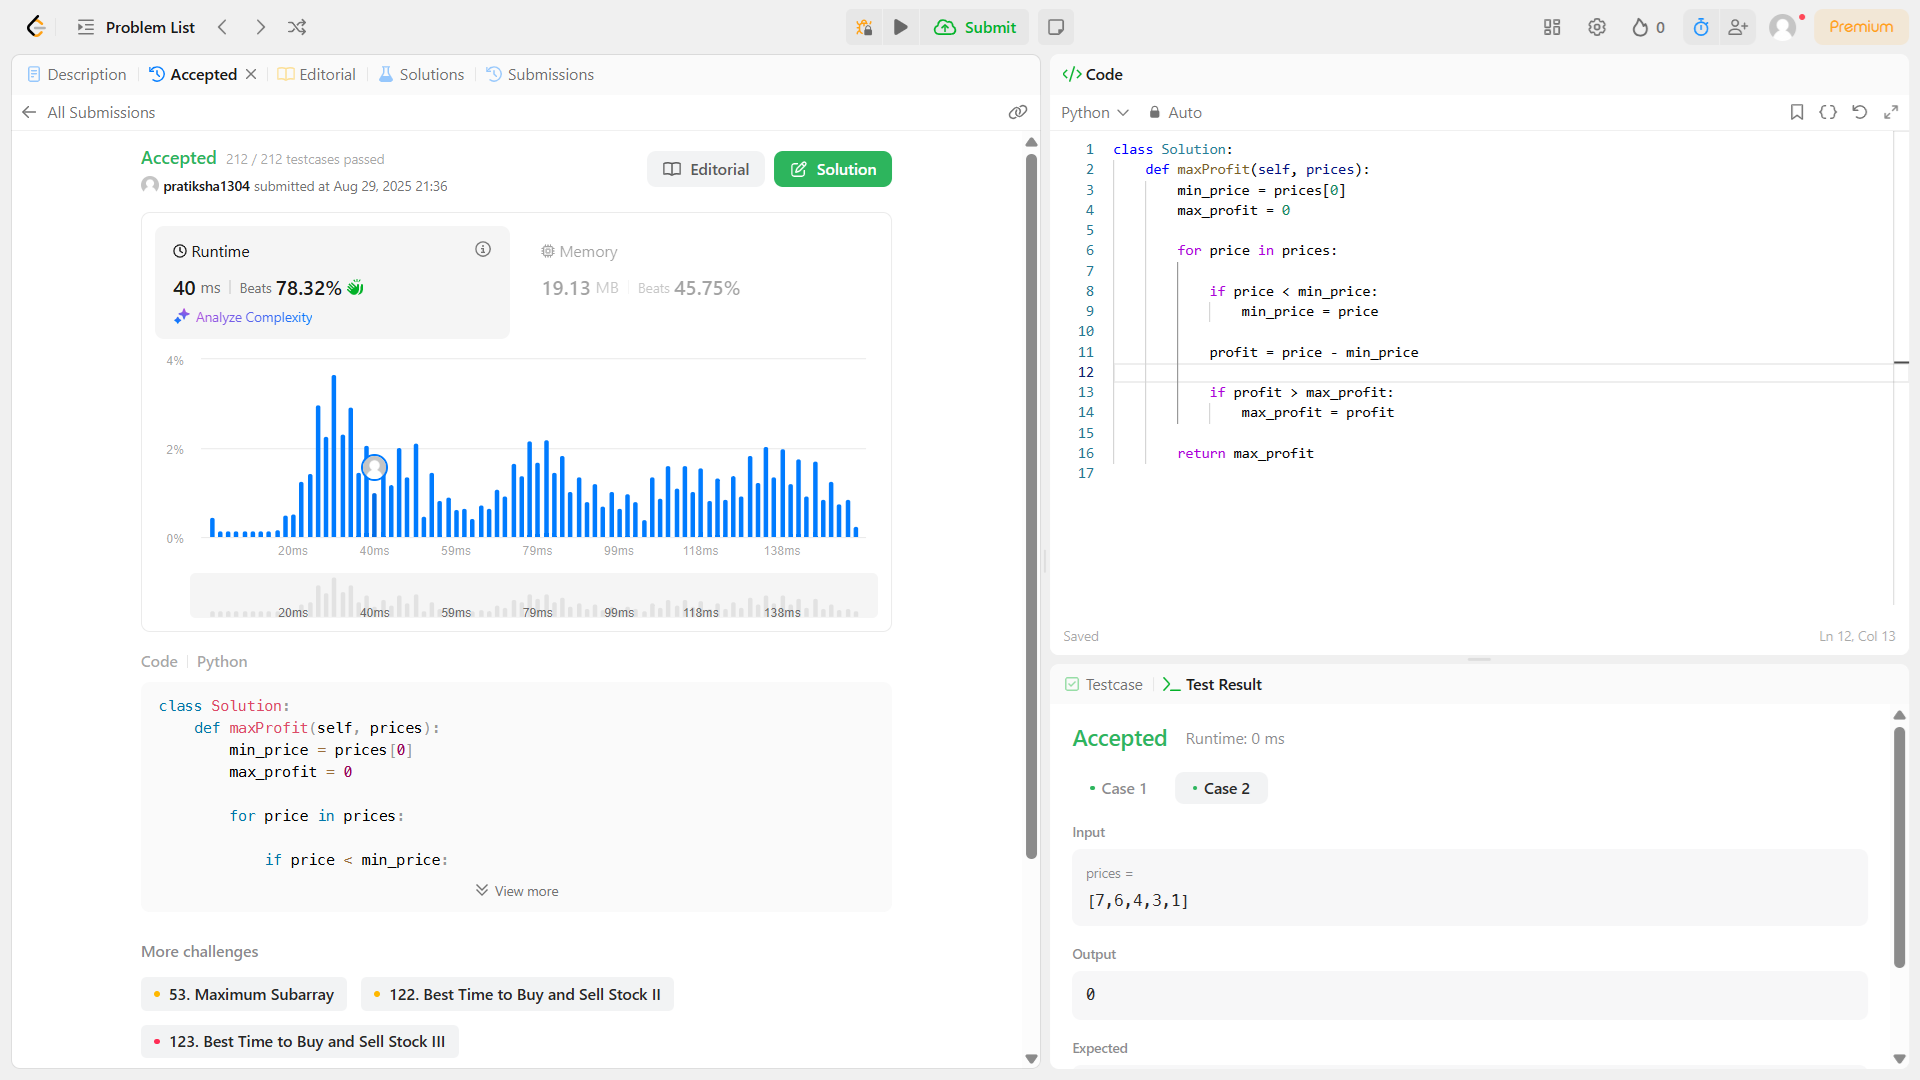 Problem List
Submit
0
Premium
Description
Accepted
Editorial
Solutions
Submissions
All Submissions
Accepted 212 / 212 testcases passed
pratiksha1304 submitted at Aug 29, 2025 21:36
Editorial
Solution
Runtime
40 ms | Beats 78.32%
Analyze Complexity
Memory
19.13 MB | Beats 45.75%
4%
2%
0%
20ms 40ms 59ms 79ms 99ms 118ms 138ms
20ms 40ms 59ms 79ms 99ms 118ms 138ms
Code | Python
class Solution:
    def maxProfit(self, prices):
        min_price = prices[0]
        max_profit = 0
        for price in prices:
            if price < min_price:
View more
More challenges
53. Maximum Subarray
122. Best Time to Buy and Sell Stock II
123. Best Time to Buy and Sell Stock III
</> Code
Python
Auto
1 class Solution:
2     def maxProfit(self, prices):
3         min_price = prices[0]
4         max_profit = 0
5
6         for price in prices:
7
8             if price < min_price:
9                 min_price = price
10
11             profit = price - min_price
12
13             if profit > max_profit:
14                 max_profit = profit
15
16         return max_profit
17
Saved
Ln 12, Col 13
Testcase
Test Result
Accepted Runtime: 0 ms
Case 1
Case 2
Input
prices =
[7,6,4,3,1]
Output
0
Expected